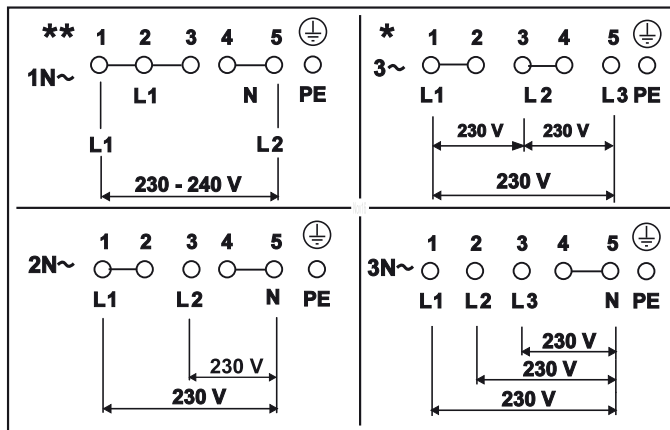 ** 1 2 3 4 5
1N~
L1 N PE
L1 L2
230 - 240 V
* 1 2 3 4 5
3~
L1 L2 L3 PE
230 V 230 V
230 V
1 2 3 4 5
2N~
L1 L2 N PE
230 V
230 V
1 2 3 4 5
3N~
L1 L2 L3 N PE
230 V
230 V
230 V